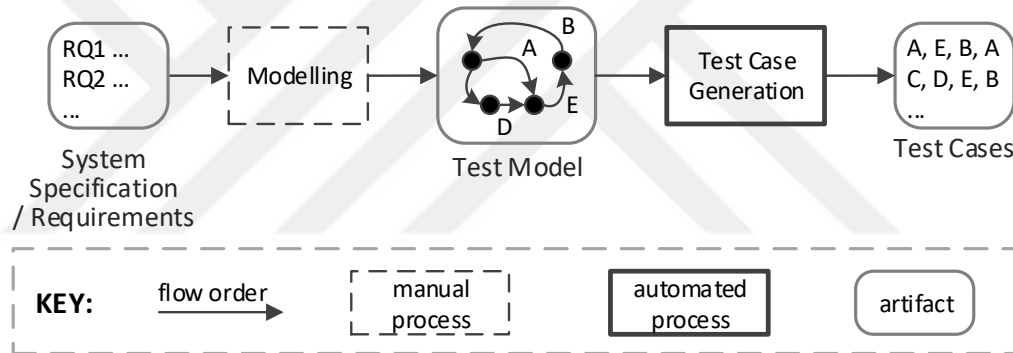 RQ1 ...
RQ2 ...
...
System
Specification
/ Requirements
Modelling
B
A
D
E
Test Model
Test Case
Generation
A, E, B, A
C, D, E, B
...
Test Cases
KEY:
flow order
manual
process
automated
process
artifact